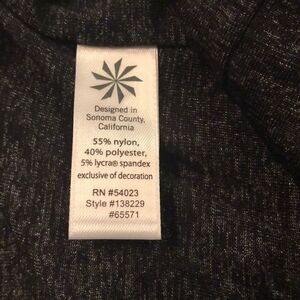 Designed in
Sonoma County,
California
55% nylon,
40% polyester,
5% lycra® spandex
exclusive of decoration
RN #54023
Style #138229
#65571